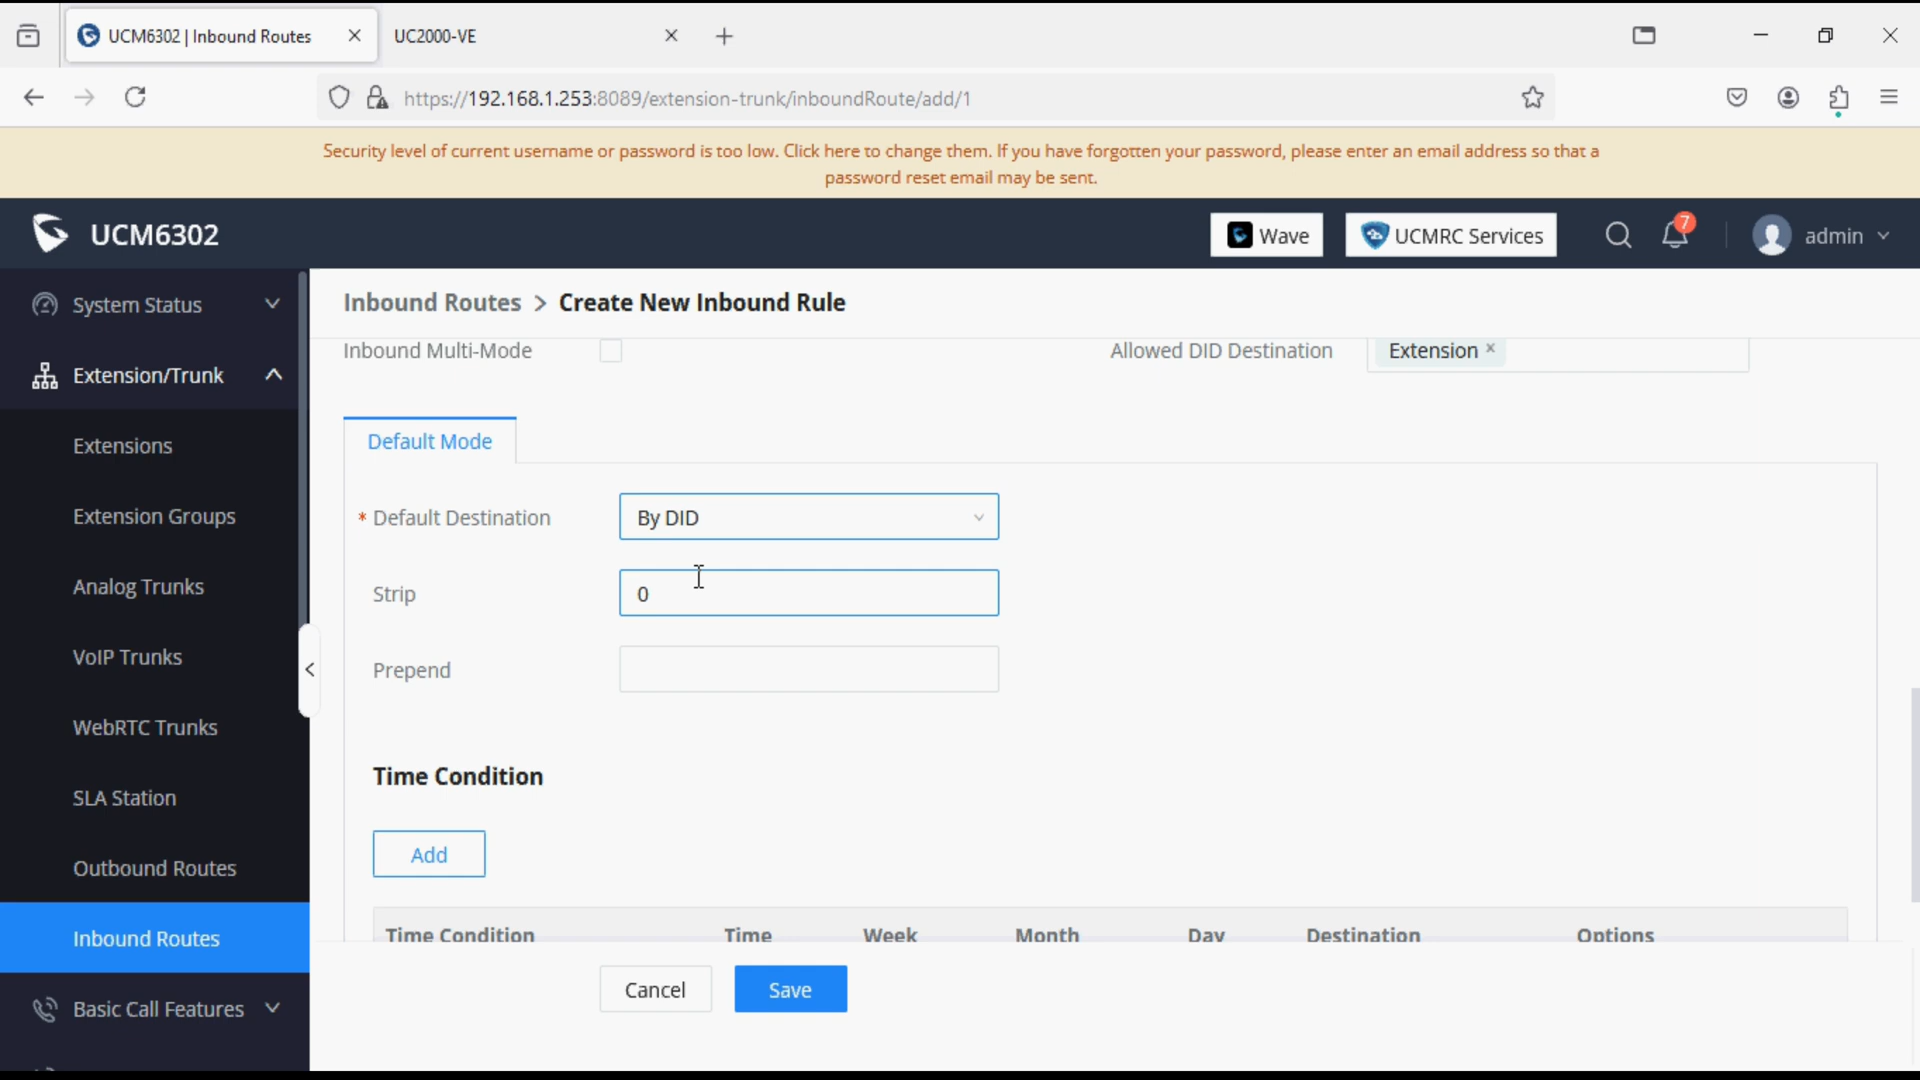 UCM6302 | Inbound Routes
UC2000-VE
https://192.168.1.253:8089/extension-trunk/inboundRoute/add/1
Security level of current username or password is too low. Click here to change them. If you have forgotten your password, please enter an email address so that a
password reset email may be sent.
UCM6302
Wave
UCMRC Services
7
admin
System Status
Extension/Trunk
Extensions
Extension Groups
Analog Trunks
VoIP Trunks
WebRTC Trunks
SLA Station
Outbound Routes
Inbound Routes
Basic Call Features
Inbound Routes > Create New Inbound Rule
Inbound Multi-Mode
Allowed DID Destination
Extension ×
Default Mode
* Default Destination
By DID
Strip
0
Prepend
Time Condition
Add
Time Condition Time Week Month Day Destination Options
Cancel
Save